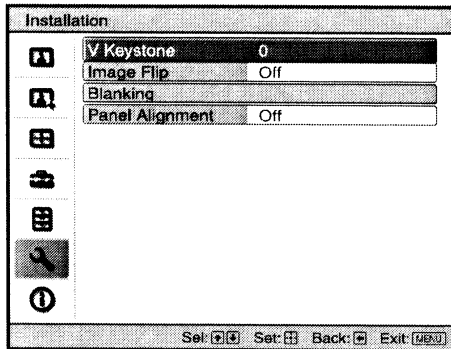 Installation
V Keystone 0
Image Flip Off
Blanking
Panel Alignment Off
Sel: Set: Back: Exit: MENU